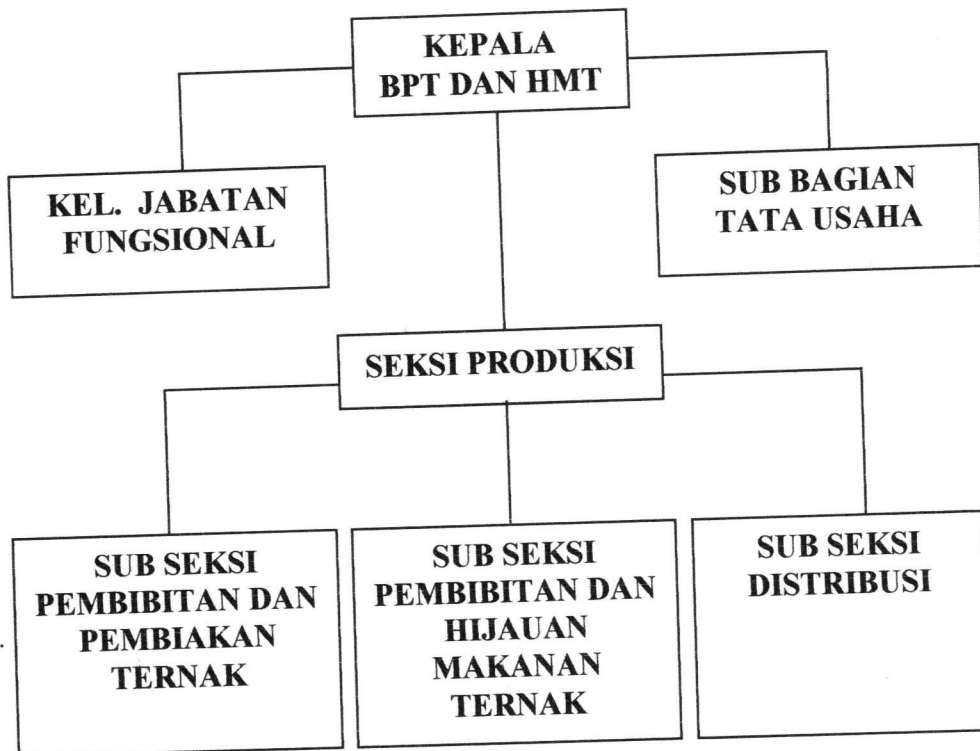 KEPALA
BPT DAN HMT
KEL. JABATAN
FUNGSIONAL
SUB BAGIAN
TATA USAHA
SEKSI PRODUKSI
SUB SEKSI
PEMBIBITAN DAN
PEMBIAKAN
TERNAK
SUB SEKSI
PEMBIBITAN DAN
HIJAUAN
MAKANAN
TERNAK
SUB SEKSI
DISTRIBUSI